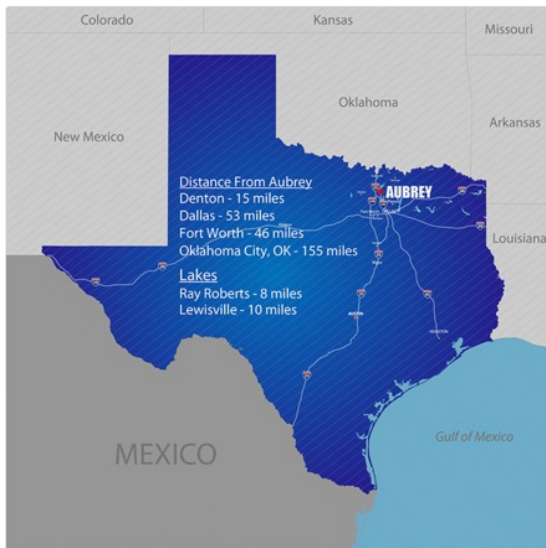 Colorado
Kansas
Missouri
Oklahoma
New Mexico
Arkansas
AUBREY
Distance From Aubrey
Denton - 15 miles
Dallas - 53 miles
Fort Worth - 46 miles
Oklahoma City, OK - 155 miles
Louisiana
Lakes
Ray Roberts - 8 miles
Lewisville - 10 miles
Gulf of Mexico
MEXICO